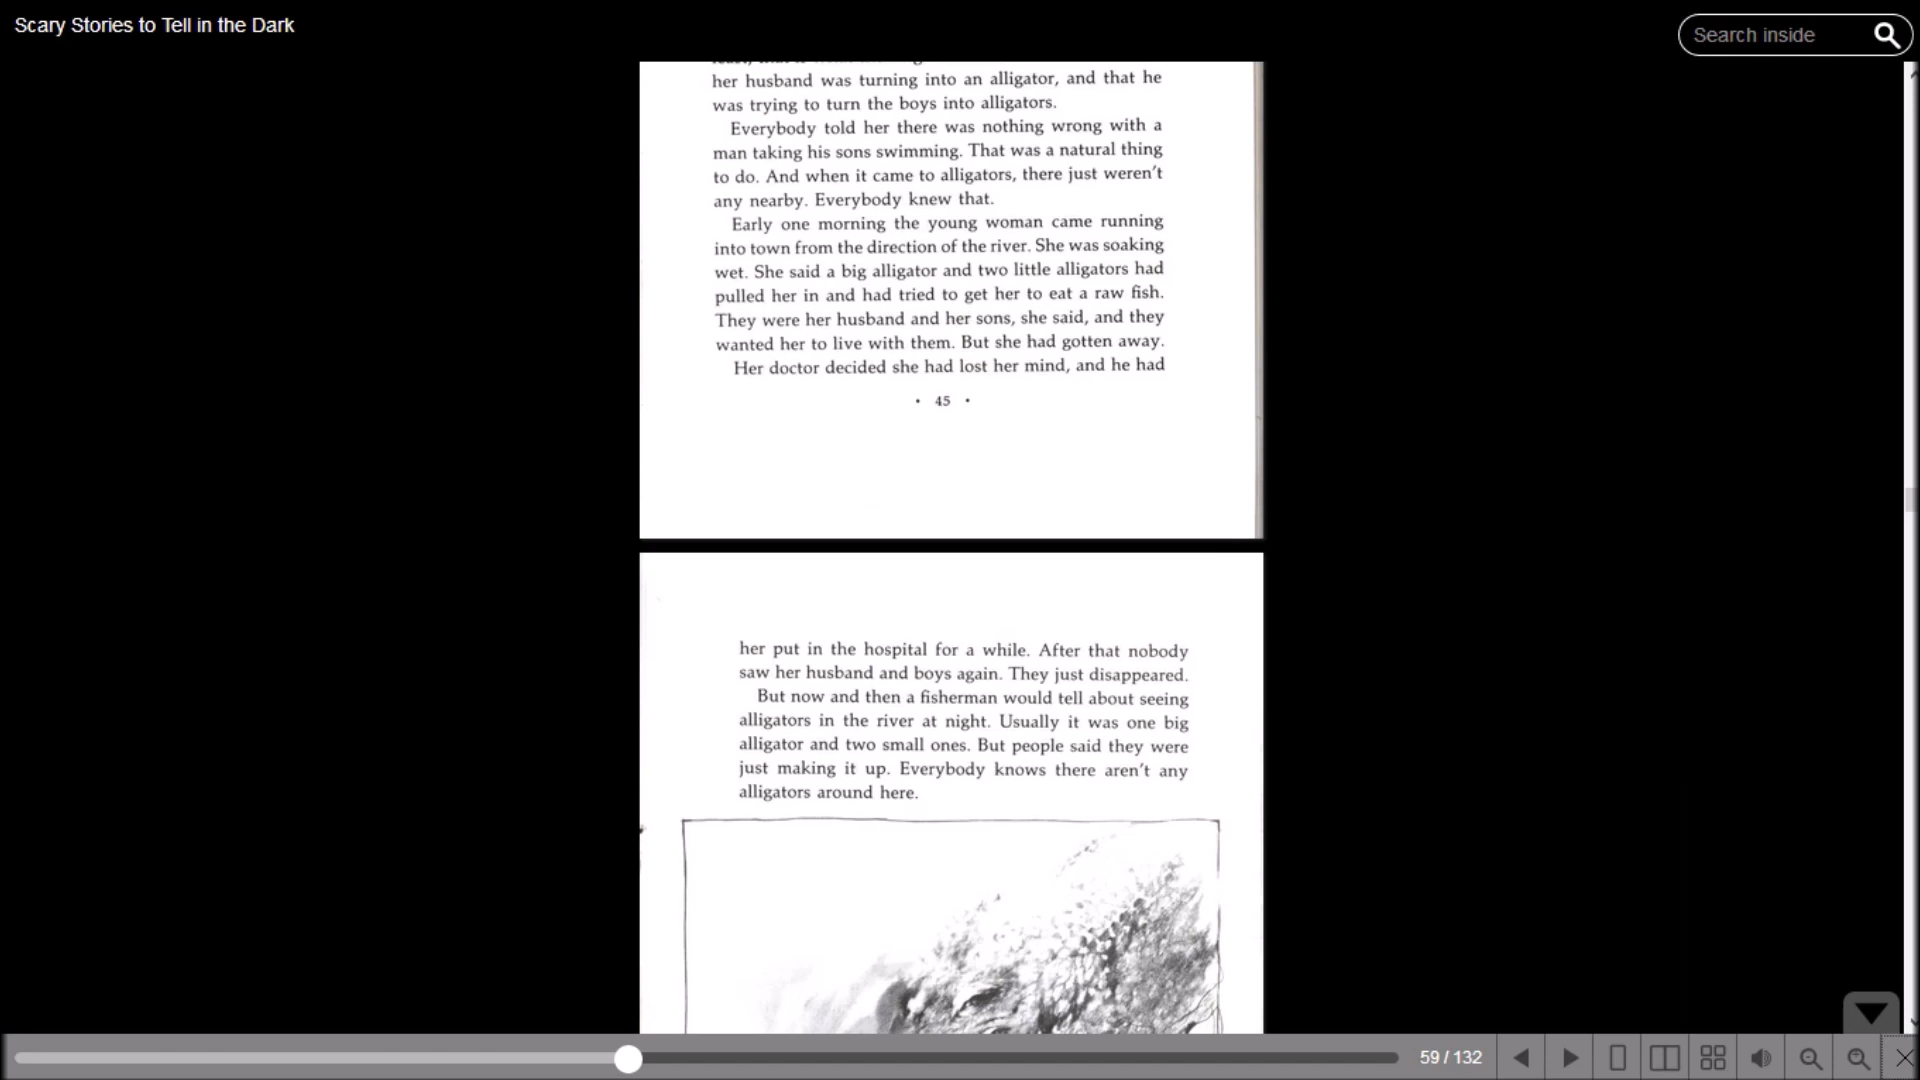 Scary Stories to Tell in the Dark
Search inside
her husband was turning into an alligator, and that he
was trying to turn the boys into alligators.
Everybody told her there was nothing wrong with a
man taking his sons swimming. That was a natural thing
to do. And when it came to alligators, there just weren't
any nearby. Everybody knew that.
Early one morning the young woman came running
into town from the direction of the river. She was soaking
wet. She said a big alligator and two little alligators had
pulled her in and had tried to get her to eat a raw fish.
They were her husband and her sons, she said, and they
wanted her to live with them. But she had gotten away.
Her doctor decided she had lost her mind, and he had
• 45 •
her put in the hospital for a while. After that nobody
saw her husband and boys again. They just disappeared.
But now and then a fisherman would tell about seeing
alligators in the river at night. Usually it was one big
alligator and two small ones. But people said they were
just making it up. Everybody knows there aren't any
alligators around here.
59 / 132